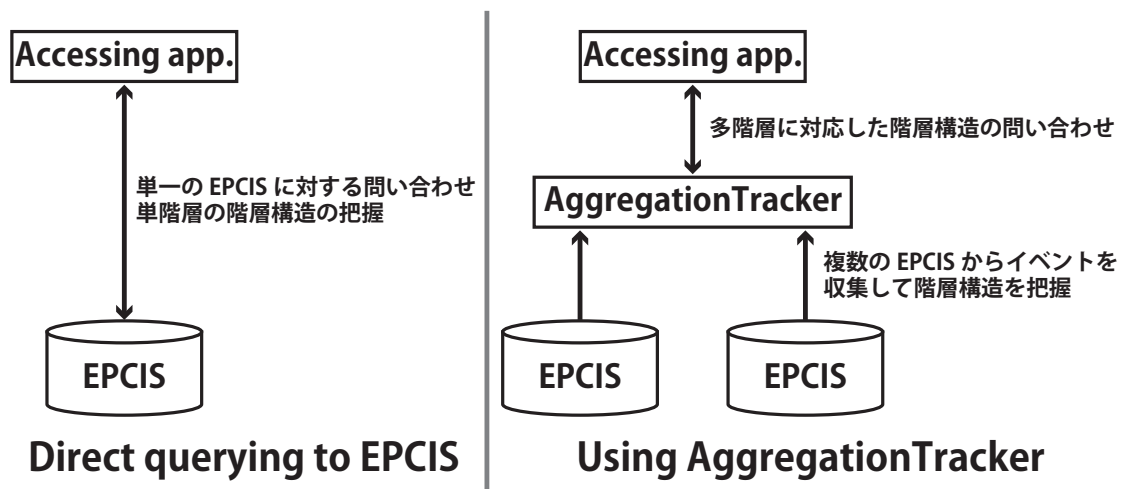 Accessing app.
単一の EPCIS に対する問い合わせ
単階層の階層構造の把握
EPCIS
Direct querying to EPCIS
Accessing app.
多階層に対応した階層構造の問い合わせ
AggregationTracker
複数の EPCIS からイベントを
収集して階層構造を把握
EPCIS
EPCIS
Using AggregationTracker